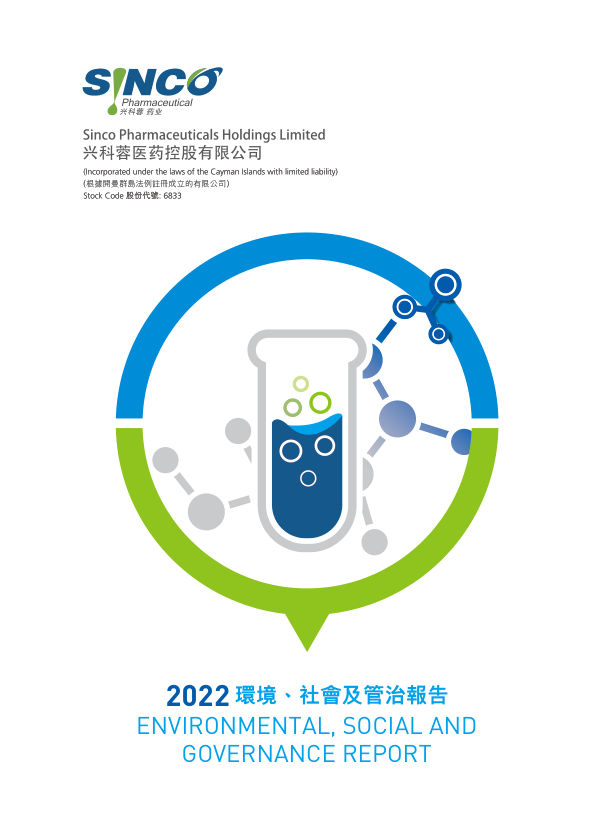 SINCO
Pharmaceutical
兴科蓉 药业
Sinco Pharmaceuticals Holdings Limited
兴科蓉医药控股有限公司
(Incorporated under the laws of the Cayman Islands with limited liability)
(根據開曼群島法例註冊成立的有限公司)
Stock Code 股份代號: 6833
2022 環境、社會及管治報告
ENVIRONMENTAL, SOCIAL AND
GOVERNANCE REPORT